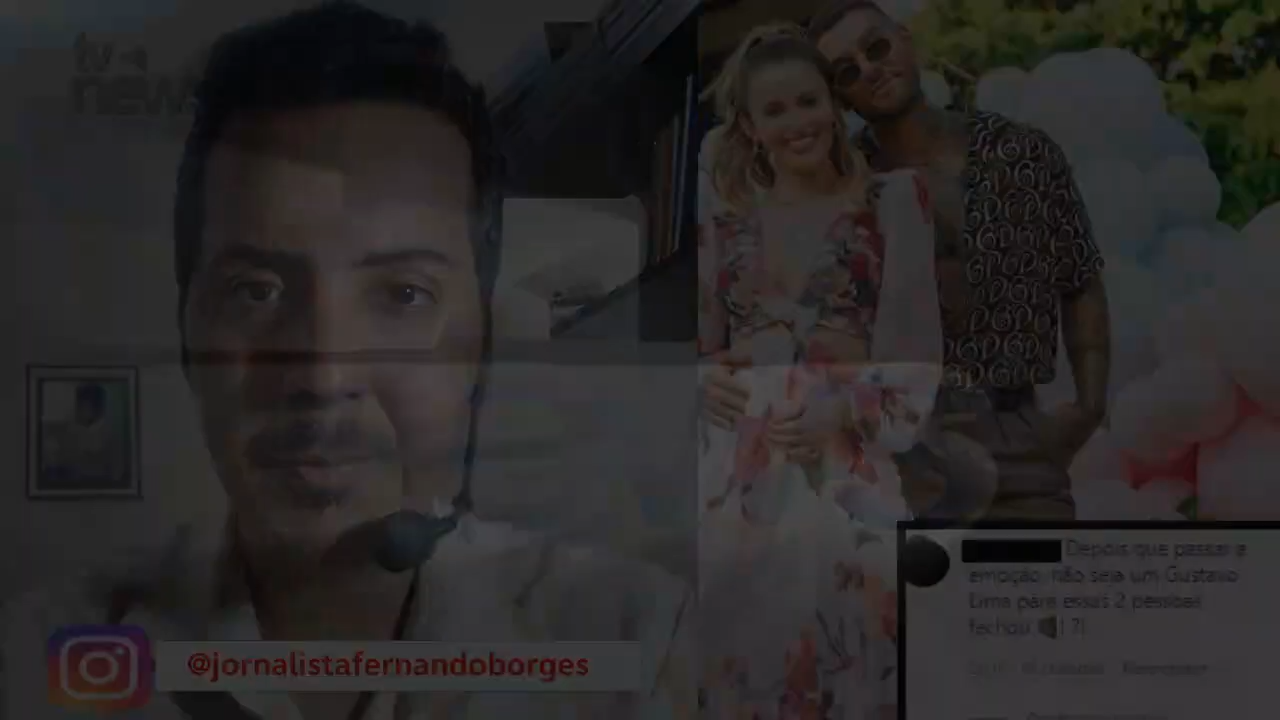 tv
news
@jornalistafernandoborges
Depois que passar a
emoção, não seja um Gustavo
Lima para essas 2 pessoas
fechou ! ?!